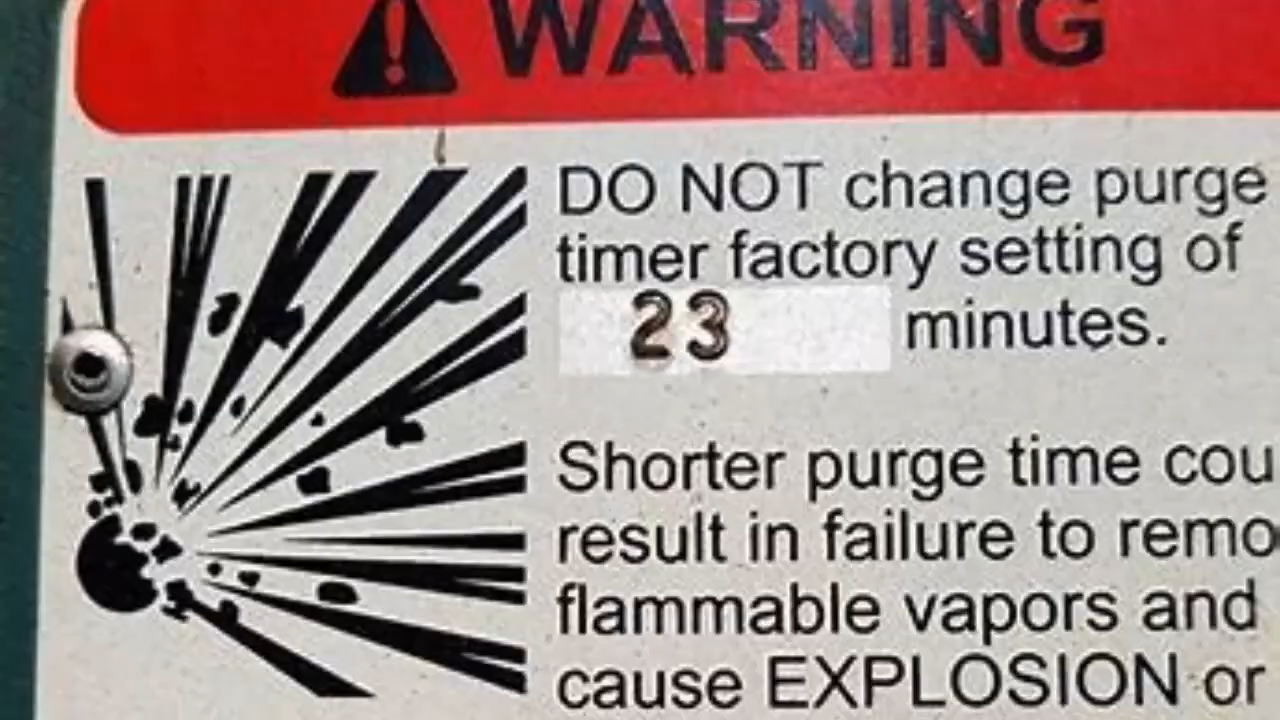 WARNING
DO NOT change purge
timer factory setting of
23 minutes.
Shorter purge time cou
result in failure to remo
flammable vapors and
cause EXPLOSION or